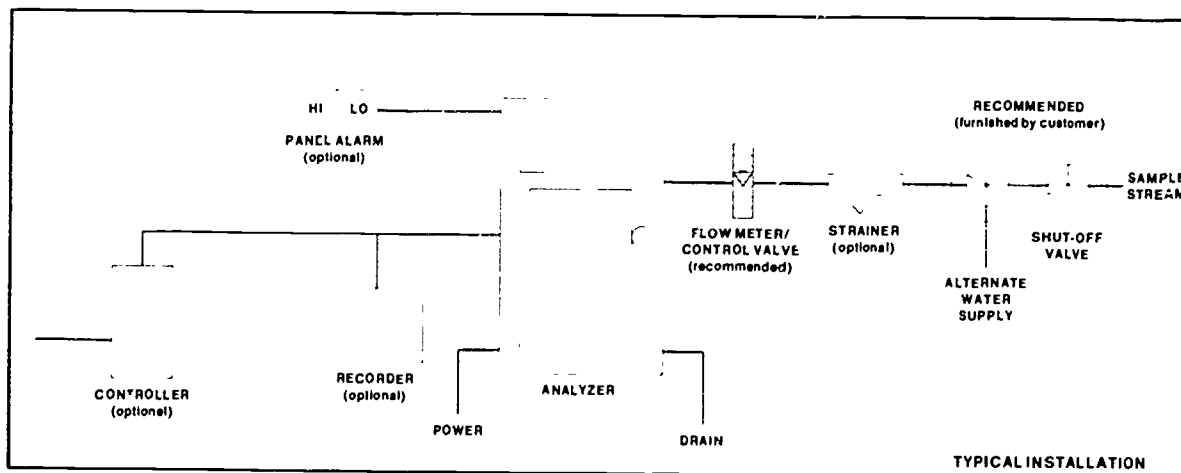 HI LO
PANEL ALARM
(optional)
RECOMMENDED
(furnished by customer)
SAMPLE
STREAM
FLOW METER/
CONTROL VALVE
(recommended)
STRAINER
(optional)
SHUT-OFF
VALVE
ALTERNATE
WATER
SUPPLY
CONTROLLER
(optional)
RECORDER
(optional)
ANALYZER
POWER
DRAIN
TYPICAL INSTALLATION